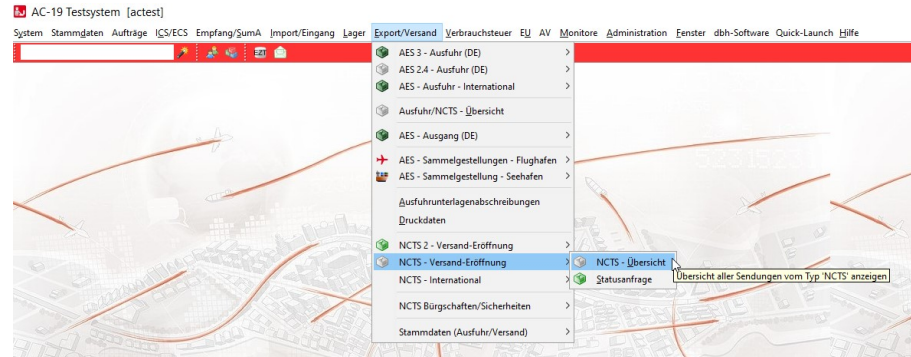 AC-19 Testsystem [actest]
System Stammdaten Aufträge ICS/ECS Empfang/SumA Import/Eingang Lager Export/Versand Verbrauchsteuer EU AV Monitore Administration Fenster dbh-Software Quick-Launch Hilfe
EZT
AES 3 - Ausfuhr (DE)
AES 2.4 - Ausfuhr (DE)
AES - Ausfuhr - International
Ausfuhr/NCTS - Übersicht
AES - Ausgang (DE)
AES - Sammelgestellungen - Flughafen
AES - Sammelgestellung - Seehafen
Ausfuhrunterlagenabschreibungen
Druckdaten
NCTS 2 - Versand-Eröffnung
NCTS - Versand-Eröffnung
NCTS - Übersicht
Übersicht aller Sendungen vom Typ 'NCTS' anzeigen
NCTS - International
Statusanfrage
NCTS Bürgschaften/Sicherheiten
Stammdaten (Ausfuhr/Versand)